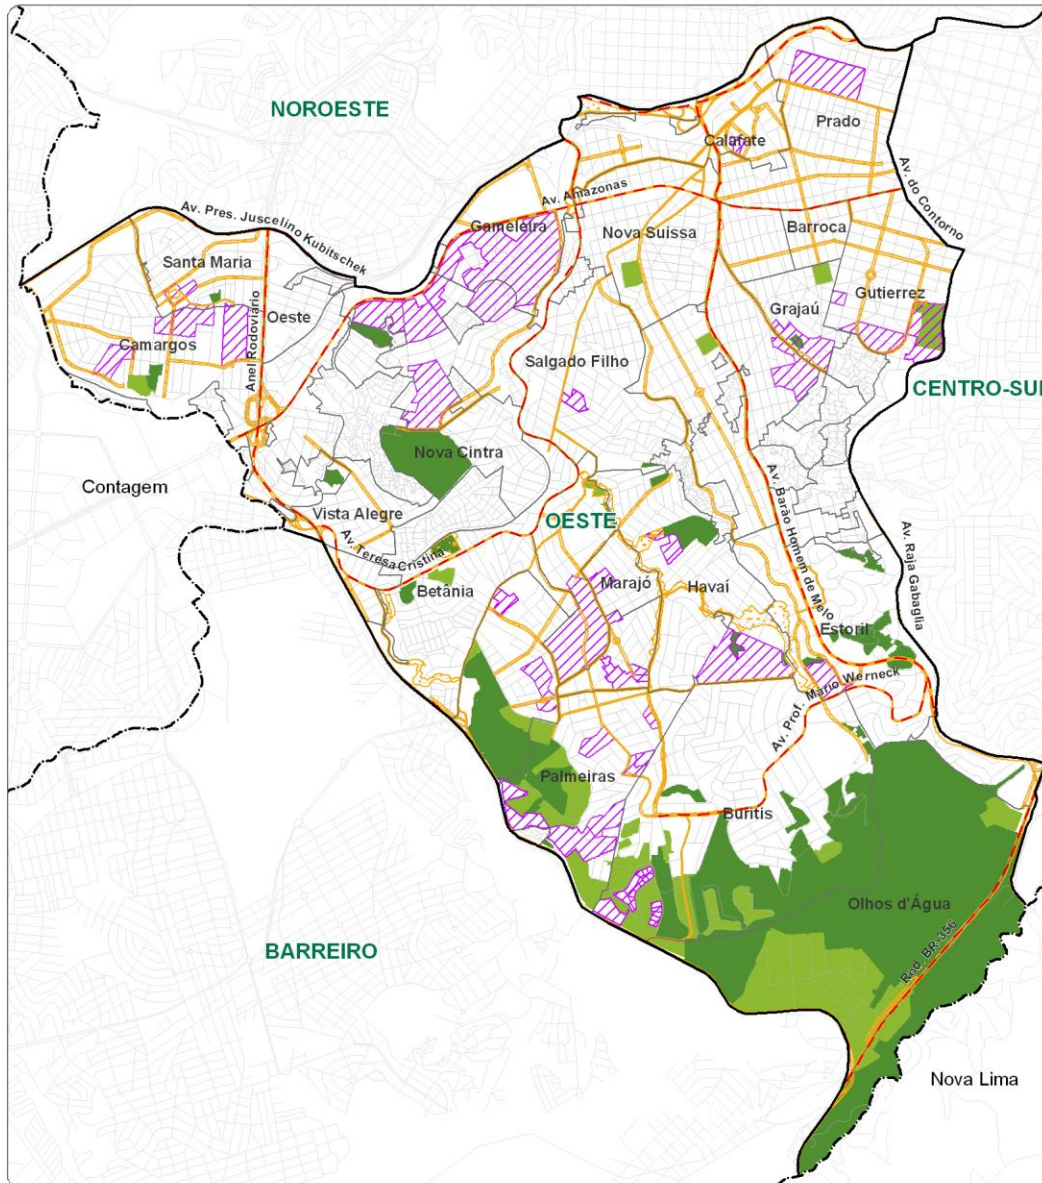 NOROESTE
Prado
Calafate
Av. do Contorno
Av. Amazonas
Av. Pres. Juscelino Kubitschek
Gameleira
Nova Suissa
Barroca
Santa Maria
Oeste
Gutierrez
Grajaú
Camargos
Anel Rodoviário
Salgado Filho
CENTRO-SUL
Nova Cintra
Contagem
Vista Alegre
OESTE
Av. Teresa Cristina
Av. Barão Homem de Melo
Av. Raja Gabaglia
Betânia
Marajó
Havaí
Estoril
Av. Prof. Mario Werneck
Palmeiras
Buritis
Olhos d'Água
BARREIRO
Rod. BR-356
Nova Lima